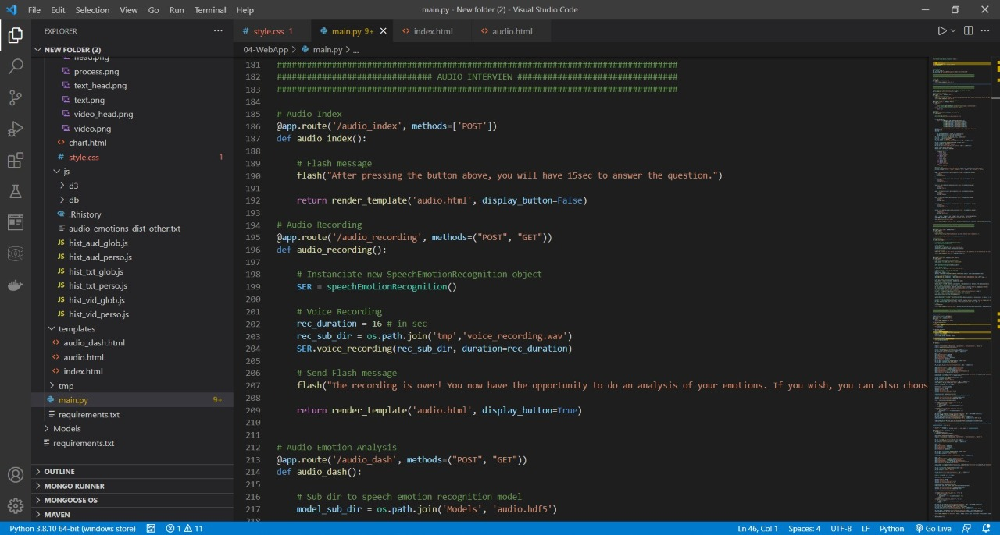 File Edit Selection View Go Run Terminal Help
main.py - New folder (2) - Visual Studio Code
EXPLORER
NEW FOLDER (2)
head.png
process.png
text_head.png
text.png
video_head.png
video.png
chart.html
style.css 1
js
d3
db
.Rhistory
audio_emotions_dist_other.txt
hist_aud_glob.js
hist_aud_perso.js
hist_txt_glob.js
hist_txt_perso.js
hist_vid_glob.js
hist_vid_perso.js
templates
audio_dash.html
audio.html
index.html
tmp
main.py 9+
requirements.txt
Models
requirements.txt
OUTLINE
MONGO RUNNER
MONGOOSE OS
MAVEN
style.css 1
main.py 9+
index.html
audio.html
04-WebApp > main.py > ...
181 ################################################################################
182 ############################### AUDIO INTERVIEW ################################
183 ################################################################################
184
185 # Audio Index
186 @app.route('/audio_index', methods=['POST'])
187 def audio_index():
188
189     # Flash message
190     flash("After pressing the button above, you will have 15sec to answer the question.")
191
192     return render_template('audio.html', display_button=False)
193
194 # Audio Recording
195 @app.route('/audio_recording', methods=("POST", "GET"))
196 def audio_recording():
197
198     # Instanciate new SpeechEmotionRecognition object
199     SER = speechEmotionRecognition()
200
201     # Voice Recording
202     rec_duration = 16 # in sec
203     rec_sub_dir = os.path.join('tmp','voice_recording.wav')
204     SER.voice_recording(rec_sub_dir, duration=rec_duration)
205
206     # Send Flash message
207     flash("The recording is over! You now have the opportunity to do an analysis of your emotions. If you wish, you can also choos
208
209     return render_template('audio.html', display_button=True)
210
211
212 # Audio Emotion Analysis
213 @app.route('/audio_dash', methods=("POST", "GET"))
214 def audio_dash():
215
216     # Sub dir to speech emotion recognition model
217     model_sub_dir = os.path.join('Models', 'audio.hdf5')
218
Python 3.8.10 64-bit (windows store) 1 11 Ln 46, Col 1 Spaces: 4 UTF-8 LF Python Go Live